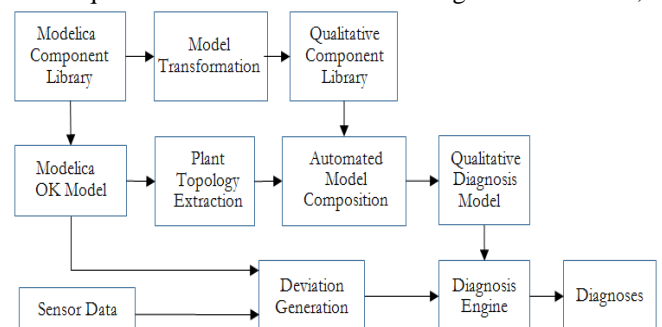 Modelica
Component
Library
Model
Transformation
Qualitative
Component
Library
Modelica
OK Model
Plant
Topology
Extraction
Automated
Model
Composition
Qualitative
Diagnosis
Model
Sensor Data
Deviation
Generation
Diagnosis
Engine
Diagnoses